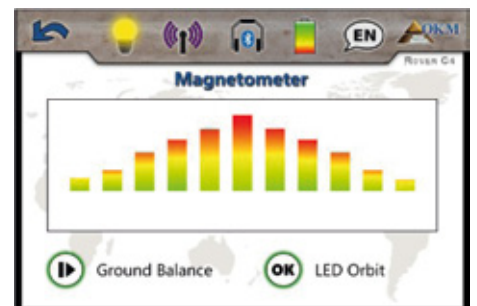 EN
OKM
Rover C4
Magnetometer
Ground Balance
OK
LED Orbit